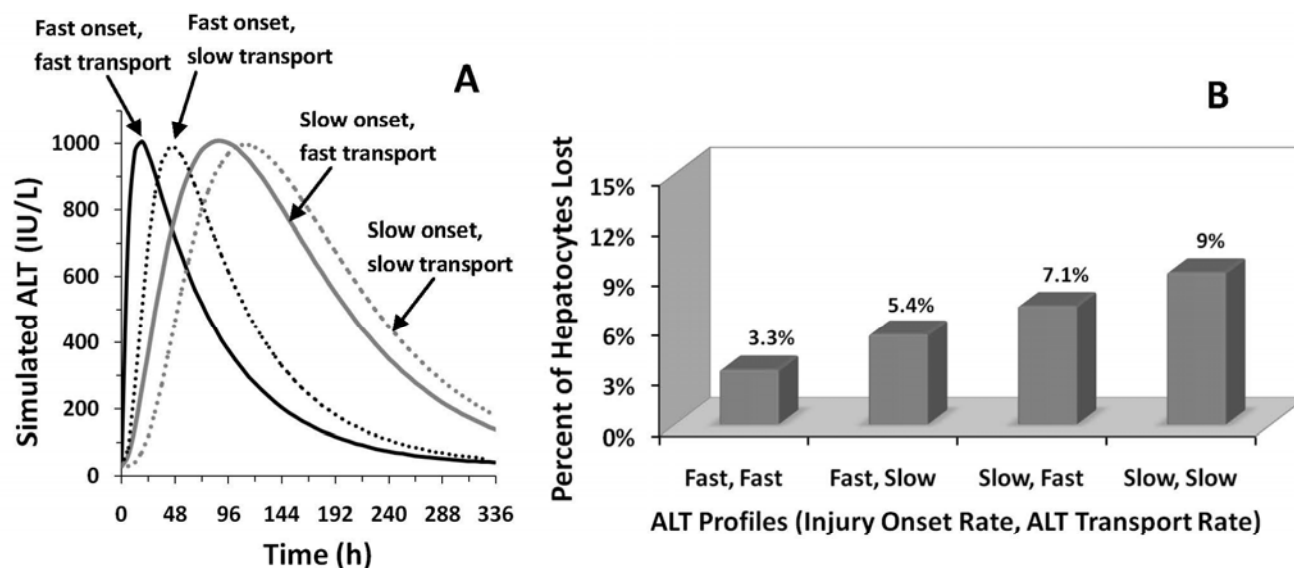 Fast onset,
fast transport
Fast onset,
slow transport
A
Slow onset,
fast transport
Slow onset,
slow transport
Simulated ALT (IU/L)
1000
800
600
400
200
0
0 48 96 144 192 240 288 336
Time (h)
B
Percent of Hepatocytes Lost
15%
12%
9%
6%
3%
0%
3.3%
5.4%
7.1%
9%
Fast, Fast Fast, Slow Slow, Fast Slow, Slow
ALT Profiles (Injury Onset Rate, ALT Transport Rate)